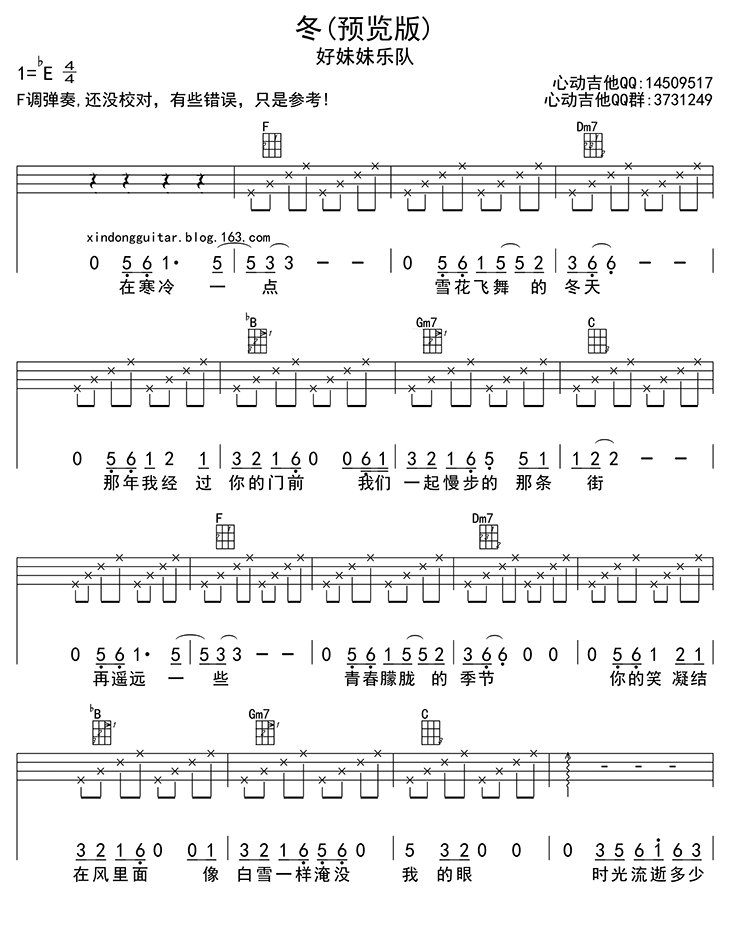 冬(预览版)
好妹妹乐队
1=♭E 4/4
心动吉他QQ:14509517
F调弹奏,还没校对，有些错误，只是参考!
心动吉他QQ群:3731249
F Dm7
xindongguitar.blog.163.com
0 5 6 1· 5 | 5 3 3 - - | 0 5 6 1 5 5 5 2 | 3 6 6 - - |
在寒冷 一 点 雪花飞舞 的 冬天
♭B Gm7 C
0 5 6 1 2 1 | 3 2 1 6 0 0 6 1 | 3 2 1 6 5 5 1 | 1 2 2 - - |
那年我经 过 你的门前 我们 一起慢步的 那条 街
F Dm7
0 5 6 1· 5 | 5 3 3 - - | 0 5 6 1 5 5 5 2 | 3 6 6 0 0 | 0 5 6 1 2 1 |
再遥远 一 些 青春朦胧 的 季节 你的笑 凝结
♭B Gm7 C
3 2 1 6 0 0 | 3 2 1 6 5 6 0 | 5 3 2 0 0 | 0 3 5 6 1 6 3 |
在风里面 像 白雪一样淹没 我 的眼 时光流逝多少